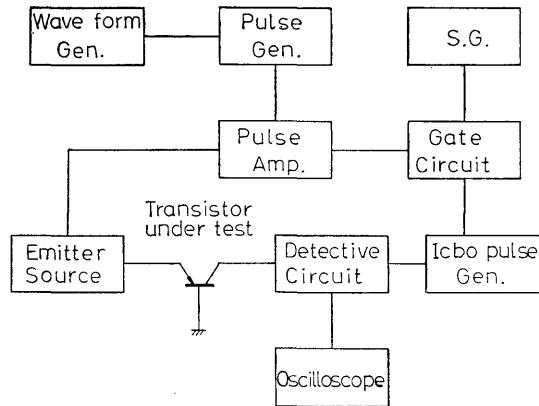 Wave form
Gen.
Pulse
Gen.
S.G.
Pulse
Amp.
Gate
Circuit
Transistor
under test
Emitter
Source
Detective
Circuit
Icbo pulse
Gen.
Oscilloscope